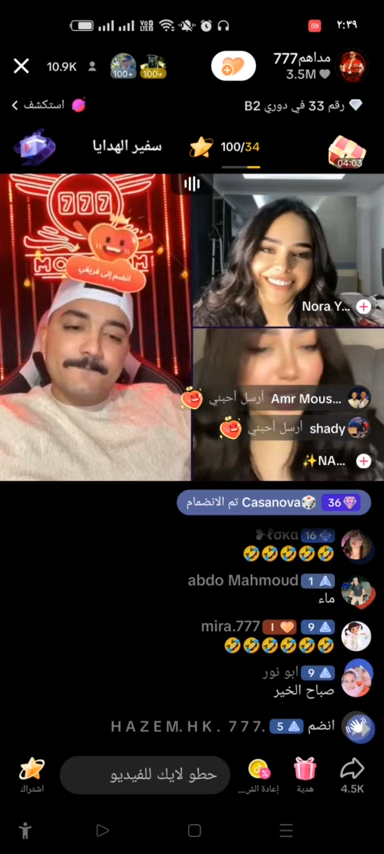 ٢:٣٩
مداهم777
3.5M
10.9K
100+
100+
رقم 33 في دوري B2
استكشف
04:03
100/34
سفير الهدايا
777
انضم إلى فريقي
Nora Y...
Amr Mous... أرسل أحبني
shady أرسل أحبني
✨NA...
36 Casanova🎲 تم الانضمام
16
🤣🤣🤣🤣🤣
abdo Mahmoud 1
ماء
mira.777 I 9
🤣🤣🤣🤣🤣🤣
ابو نور 9
صباح الخير
انضم 5 H A Z E M. H K . 7 7 7.
حطو لايك للفيديو
4.5K
هدية
إعادة الش...
اشتراك